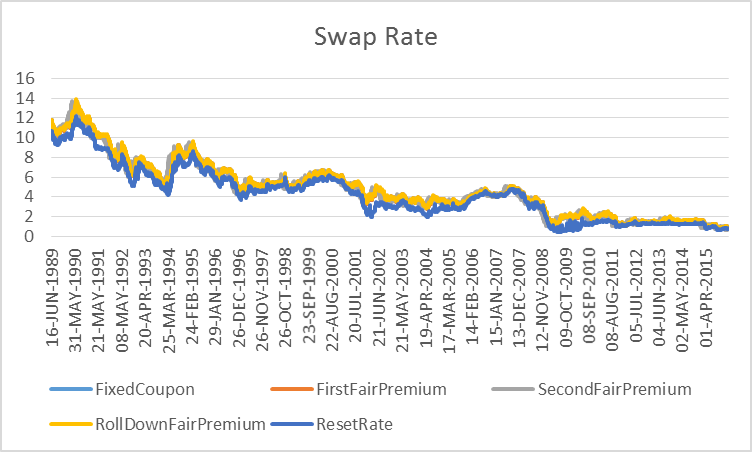 Swap Rate
16
14
12
10
8
6
4
2
0
16-JUN-1989
31-MAY-1990
21-MAY-1991
08-MAY-1992
20-APR-1993
25-MAR-1994
24-FEB-1995
29-JAN-1996
26-DEC-1996
26-NOV-1997
26-OCT-1998
23-SEP-1999
22-AUG-2000
20-JUL-2001
21-JUN-2002
21-MAY-2003
19-APR-2004
17-MAR-2005
14-FEB-2006
15-JAN-2007
13-DEC-2007
12-NOV-2008
09-OCT-2009
08-SEP-2010
08-AUG-2011
05-JUL-2012
04-JUN-2013
02-MAY-2014
01-APR-2015
FixedCoupon FirstFairPremium SecondFairPremium
RollDownFairPremium ResetRate